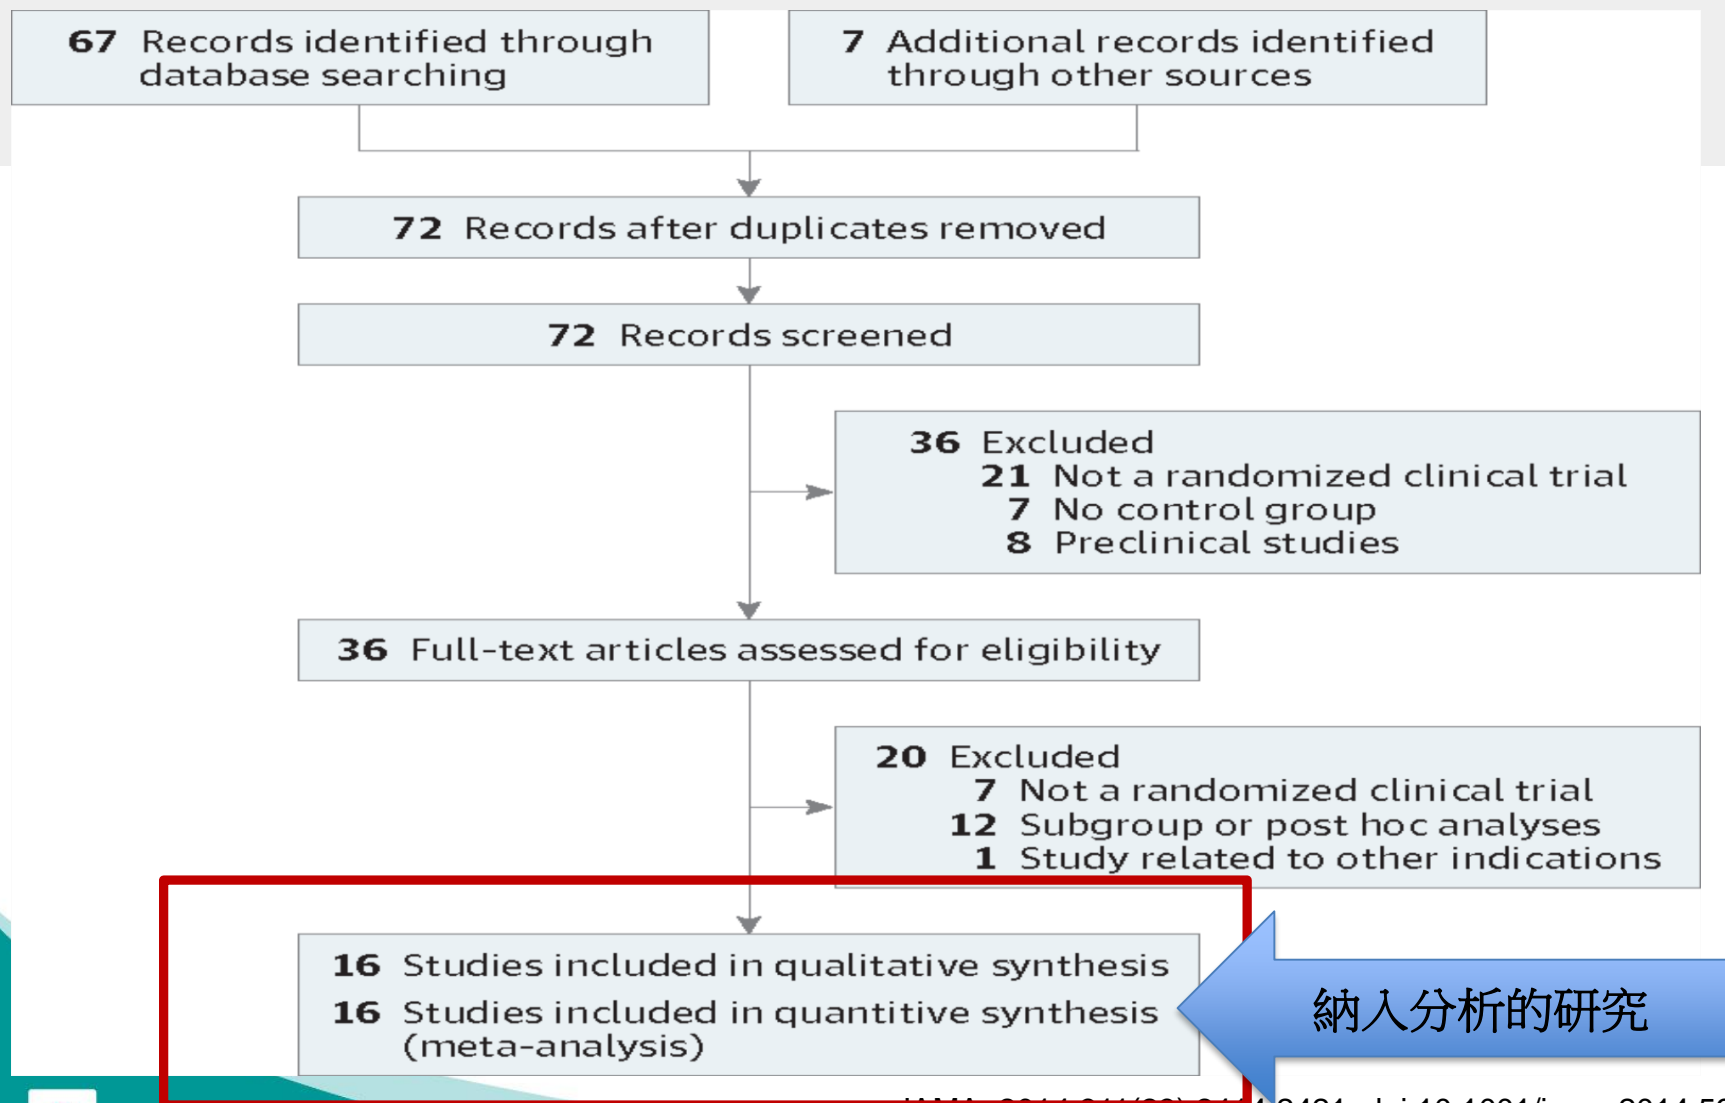 67 Records identified through
database searching
7 Additional records identified
through other sources
72 Records after duplicates removed
72 Records screened
36 Excluded
21 Not a randomized clinical trial
7 No control group
8 Preclinical studies
36 Full-text articles assessed for eligibility
20 Excluded
7 Not a randomized clinical trial
12 Subgroup or post hoc analyses
1 Study related to other indications
16 Studies included in qualitative synthesis
16 Studies included in quantitive synthesis
(meta-analysis)
納入分析的研究